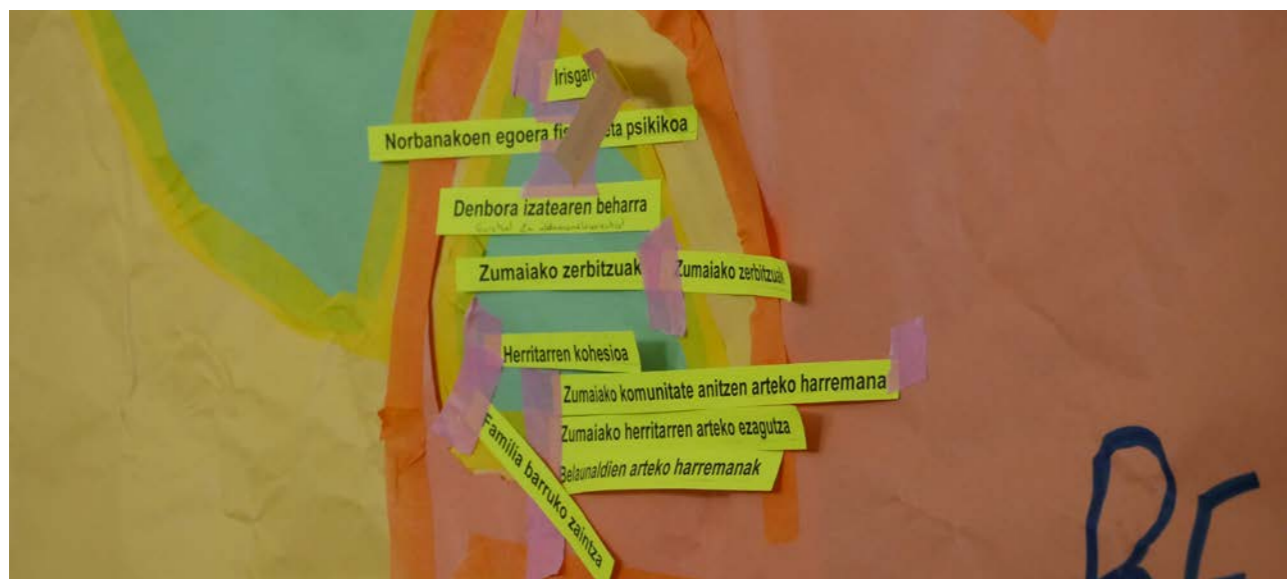 Irisgar
Norbanakoen egoera fis eta psikikoa
Denbora izatearen beharra
Zumaiako zerbitzuak
Zumaiako zerbitzuak
Herritarren kohesioa
Zumaiako komunitate anitzen arteko harremana
Zumaiako herritarren arteko ezagutza
Belaunaldien arteko harremanak
Familia barruko zaintza